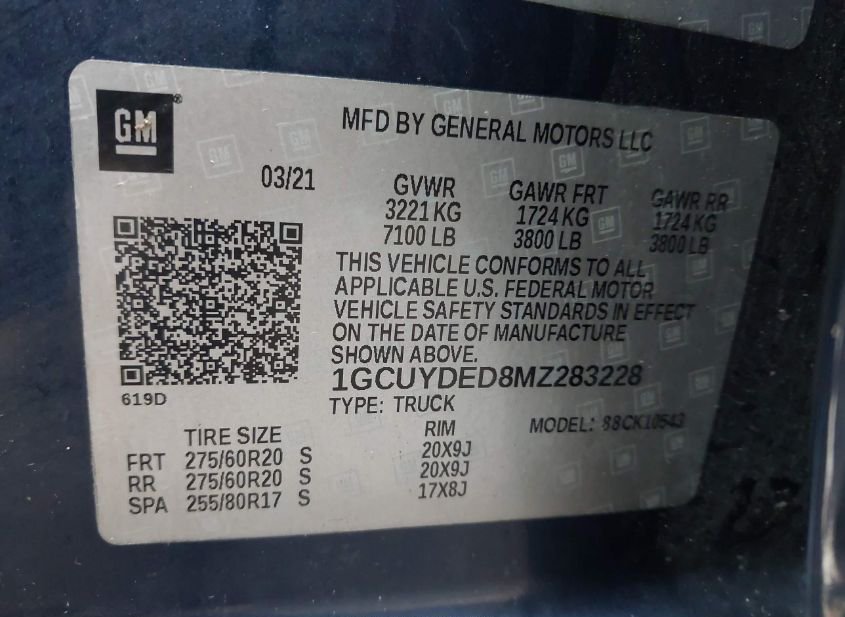 GM
MFD BY GENERAL MOTORS LLC
03/21
GVWR GAWR FRT GAWR RR
3221 KG 1724 KG 1724 KG
7100 LB 3800 LB 3800 LB
THIS VEHICLE CONFORMS TO ALL
APPLICABLE U.S. FEDERAL MOTOR
VEHICLE SAFETY STANDARDS IN EFFECT
ON THE DATE OF MANUFACTURE
SHOWN ABOVE.
1GCUYDED8MZ283228
619D
TYPE: TRUCK
MODEL: 88CK10543
TIRE SIZE RIM
FRT 275/60R20 S 20X9J
RR 275/60R20 S 20X9J
SPA 255/80R17 S 17X8J